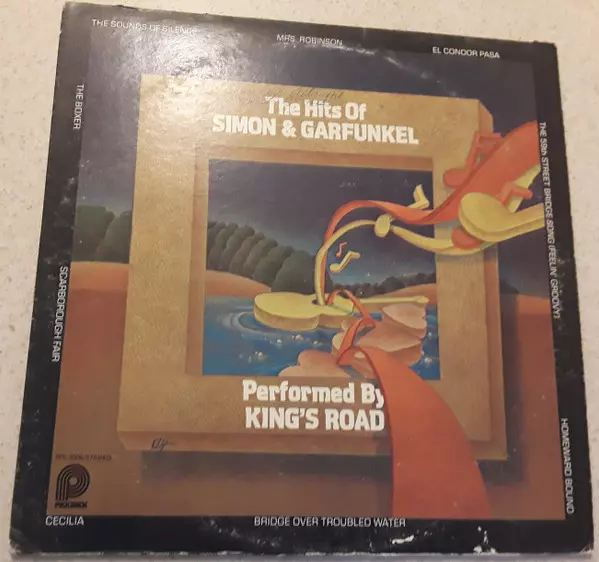 THE SOUNDS OF SILENCE
MRS. ROBINSON
EL CONDOR PASA
THE BOXER
The Hits Of
SIMON & GARFUNKEL
THE 59th STREET BRIDGE SONG (FEELIN' GROOVY)
SCARBOROUGH FAIR
Performed By
KING'S ROAD
HOMEWARD BOUND
STEREO
PICKWICK
CECILIA
BRIDGE OVER TROUBLED WATER